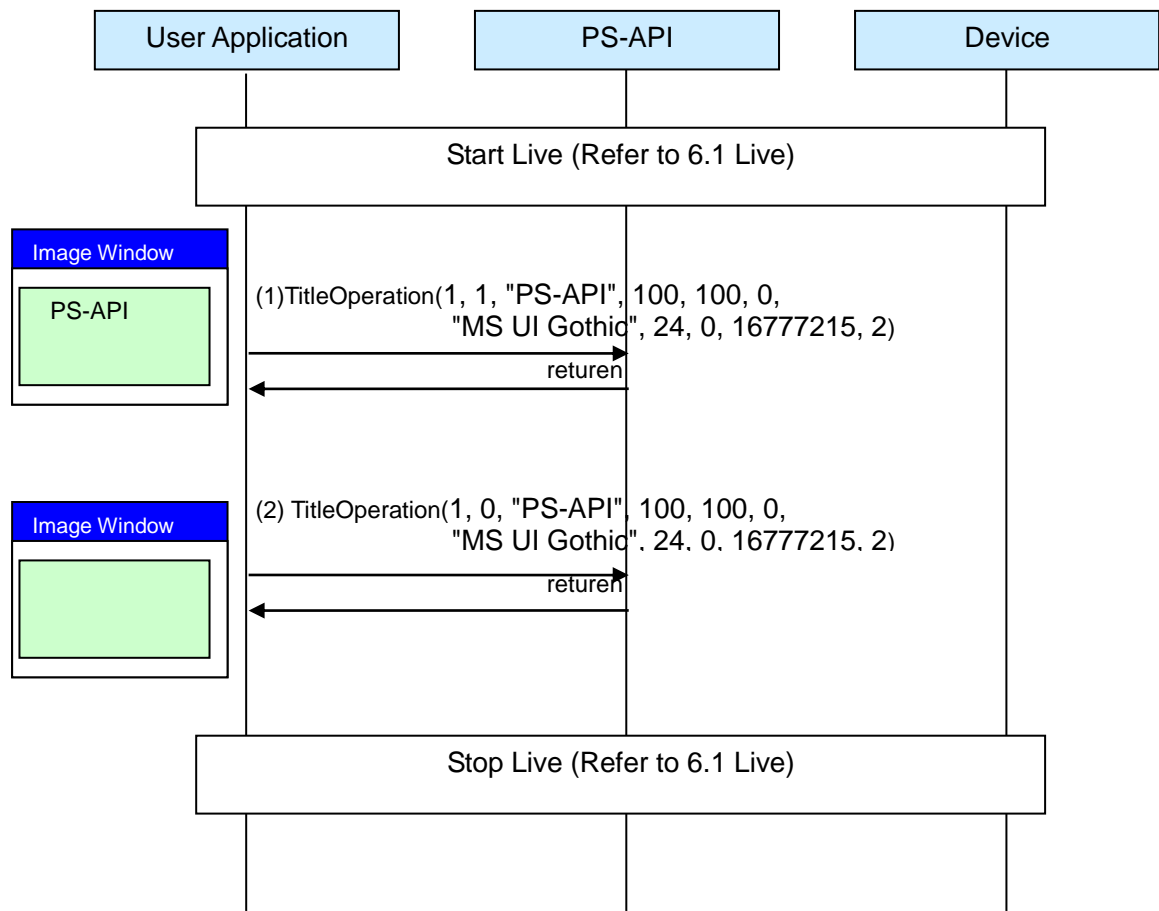 User Application
PS-API
Device
Start Live (Refer to 6.1 Live)
Image Window
PS-API
(1)TitleOperation(1, 1, "PS-API", 100, 100, 0,
"MS UI Gothic", 24, 0, 16777215, 2)
returen
Image Window
(2) TitleOperation(1, 0, "PS-API", 100, 100, 0,
"MS UI Gothic", 24, 0, 16777215, 2)
returen
Stop Live (Refer to 6.1 Live)